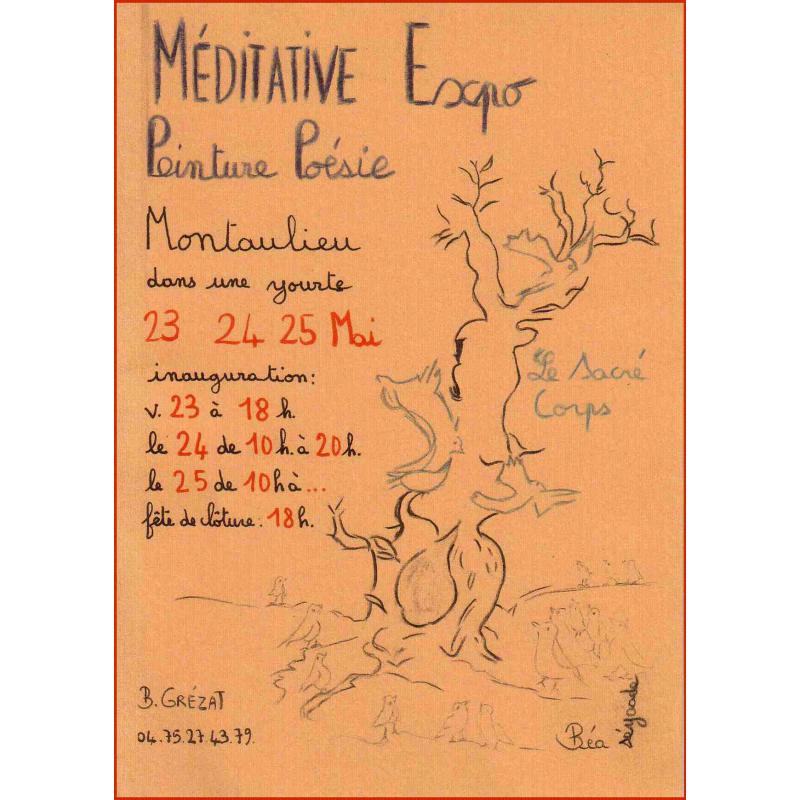 MÉDITATIVE Expo
Peinture Poésie
Montaulieu
dans une yourte
23 24 25 Mai
inauguration:
v. 23 à 18 h.
le 24 de 10 h. à 20 h.
le 25 de 10 h à ...
fête de clôture: 18 h.
Le Sacré
Corps
B. GRÉZAT
04.75.27.43.79.
Béa